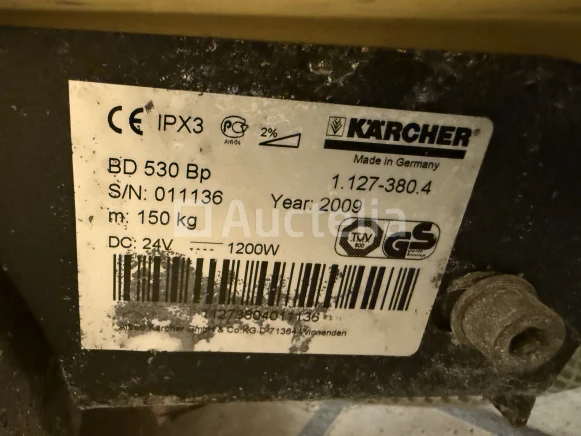 CE IPX3 2% KÄRCHER
Made in Germany
BD 530 Bp 1.127-380.4
S/N: 011136 Year: 2009
m: 150 kg
Auctelia
DC: 24V 1200W
TÜV GS
11273804011136
Alfred Kärcher GmbH & Co.KG D-71364 Winnenden